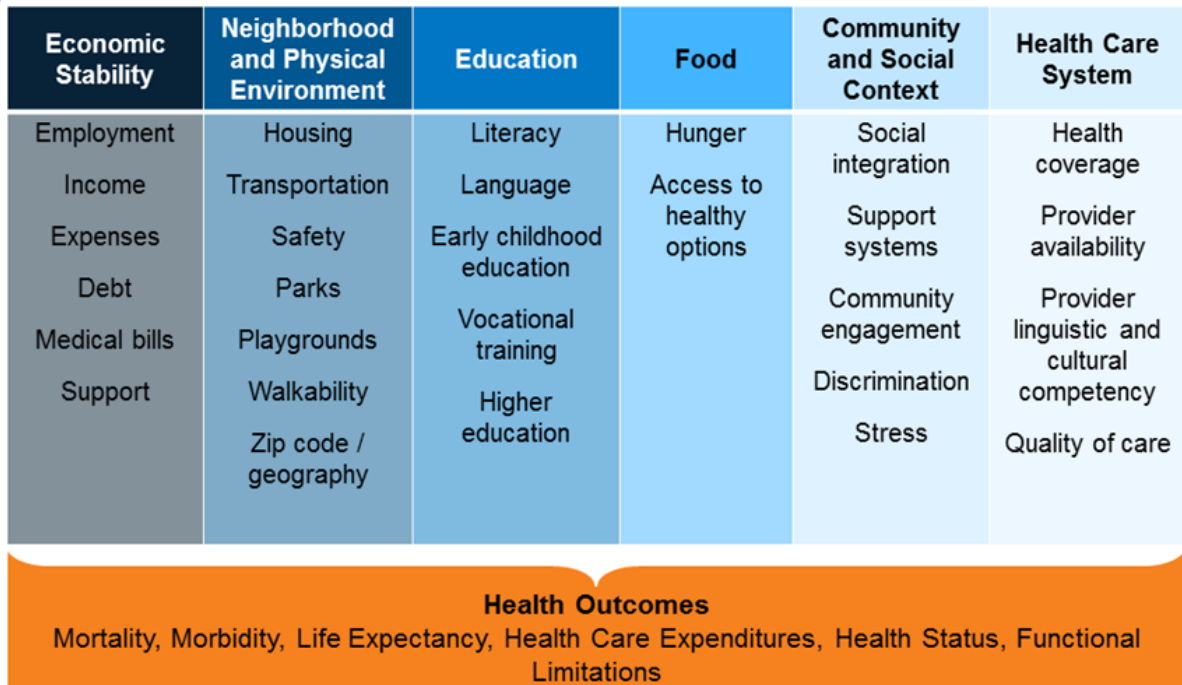 Economic
Stability
Neighborhood
and Physical
Environment
Education
Food
Community
and Social
Context
Health Care
System
Employment
Income
Expenses
Debt
Medical bills
Support
Housing
Transportation
Safety
Parks
Playgrounds
Walkability
Zip code /
geography
Literacy
Language
Early childhood
education
Vocational
training
Higher
education
Hunger
Access to
healthy
options
Social
integration
Support
systems
Community
engagement
Discrimination
Stress
Health
coverage
Provider
availability
Provider
linguistic and
cultural
competency
Quality of care
Health Outcomes
Mortality, Morbidity, Life Expectancy, Health Care Expenditures, Health Status, Functional
Limitations